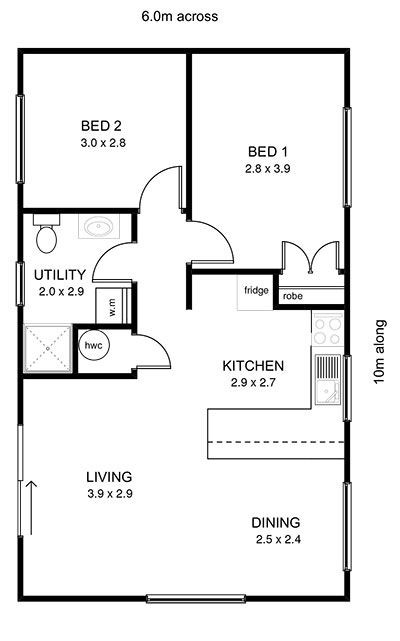 6.0m across
BED 2
3.0 x 2.8
BED 1
2.8 x 3.9
UTILITY
2.0 x 2.9
w.m
fridge
robe
hwc
KITCHEN
2.9 x 2.7
10m along
LIVING
3.9 x 2.9
DINING
2.5 x 2.4